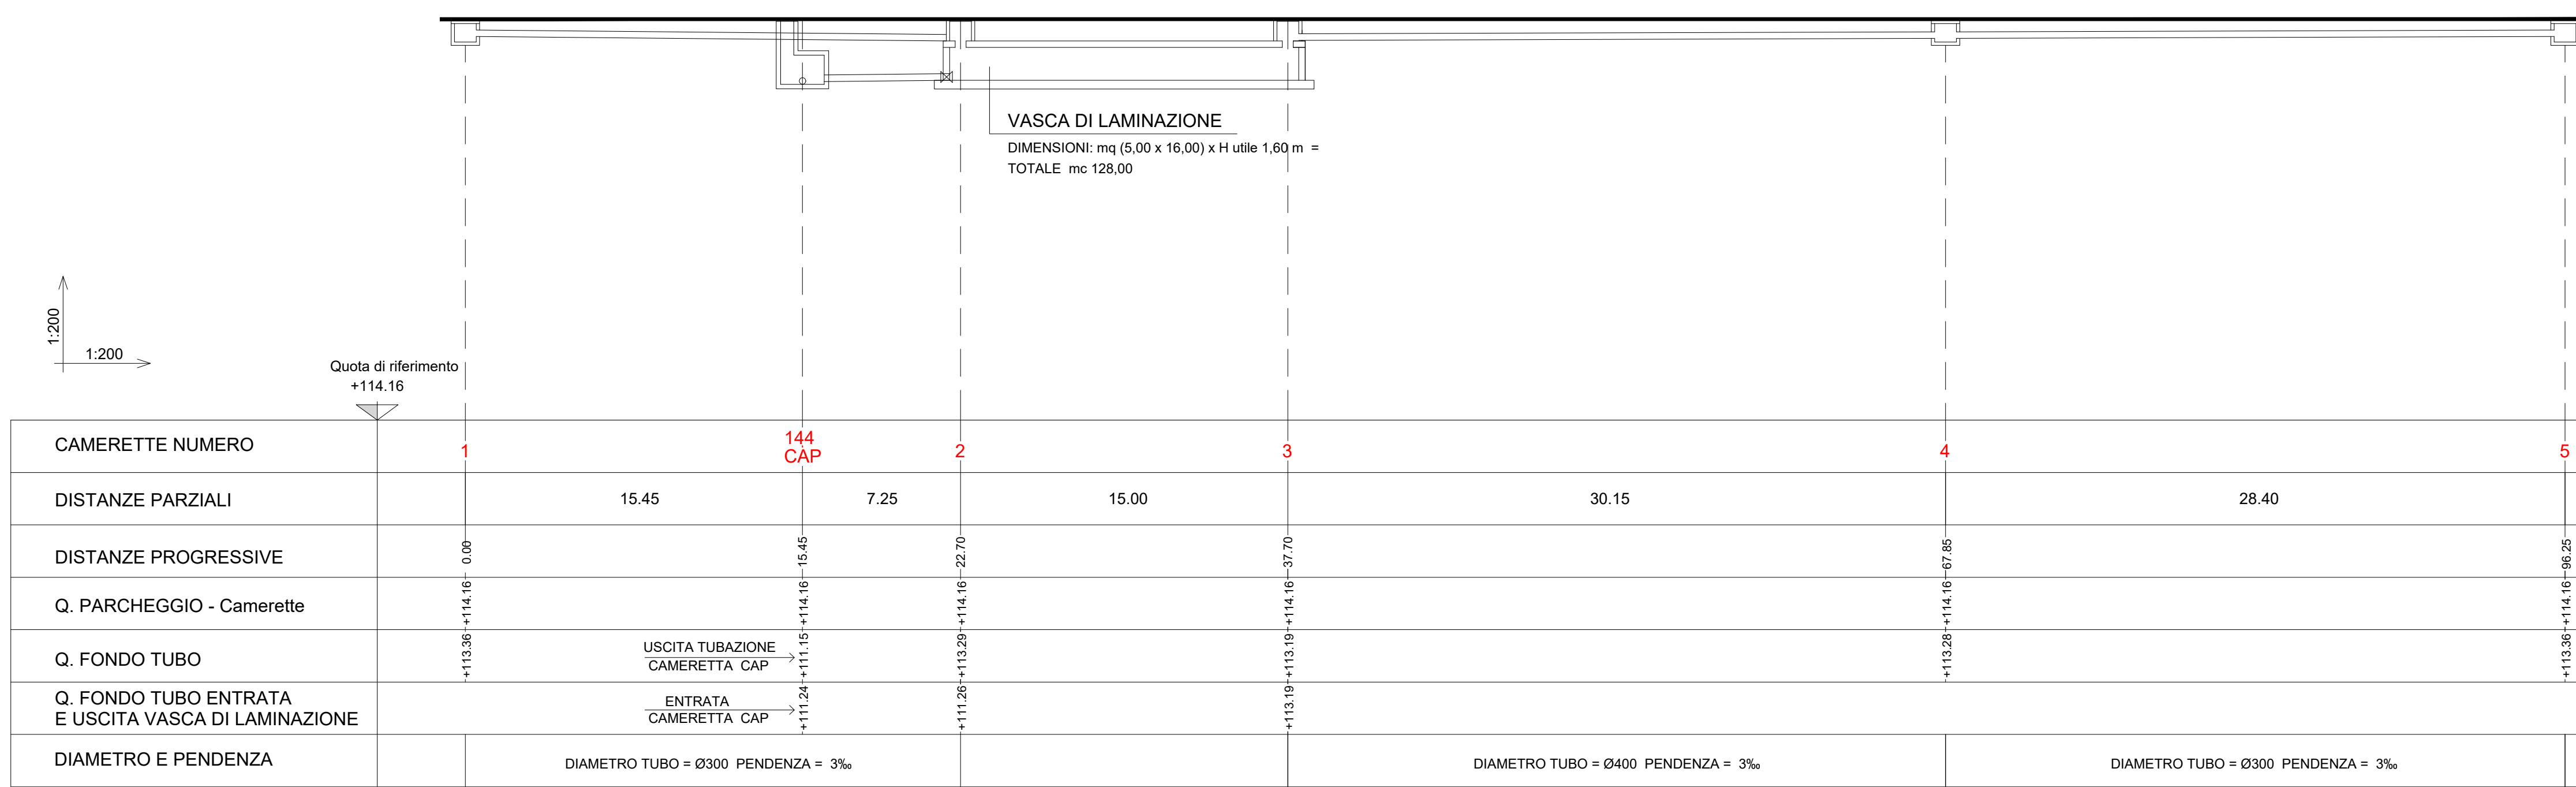 VASCA DI LAMINAZIONE
DIMENSIONI: mq (5,00 x 16,00) x H utile 1,60 m =
TOTALE mc 128,00
1:200
1:200
Quota di riferimento
+114.16
CAMERETTE NUMERO
1
144
CAP
2
3
4
5
DISTANZE PARZIALI
15.45
7.25
15.00
30.15
28.40
DISTANZE PROGRESSIVE
0.00
15.45
22.70
37.70
67.85
96.25
Q. PARCHEGGIO - Camerette
+114.16
+114.16
+114.16
+114.16
+114.16
+114.16
Q. FONDO TUBO
+113.36
USCITA TUBAZIONE
CAMERETTA CAP
+111.15
+113.29
+113.19
+113.28
+113.36
Q. FONDO TUBO ENTRATA
E USCITA VASCA DI LAMINAZIONE
ENTRATA
CAMERETTA CAP
+111.24
+111.26
+113.19
DIAMETRO E PENDENZA
DIAMETRO TUBO = Ø300 PENDENZA = 3‰
DIAMETRO TUBO = Ø400 PENDENZA = 3‰
DIAMETRO TUBO = Ø300 PENDENZA = 3‰